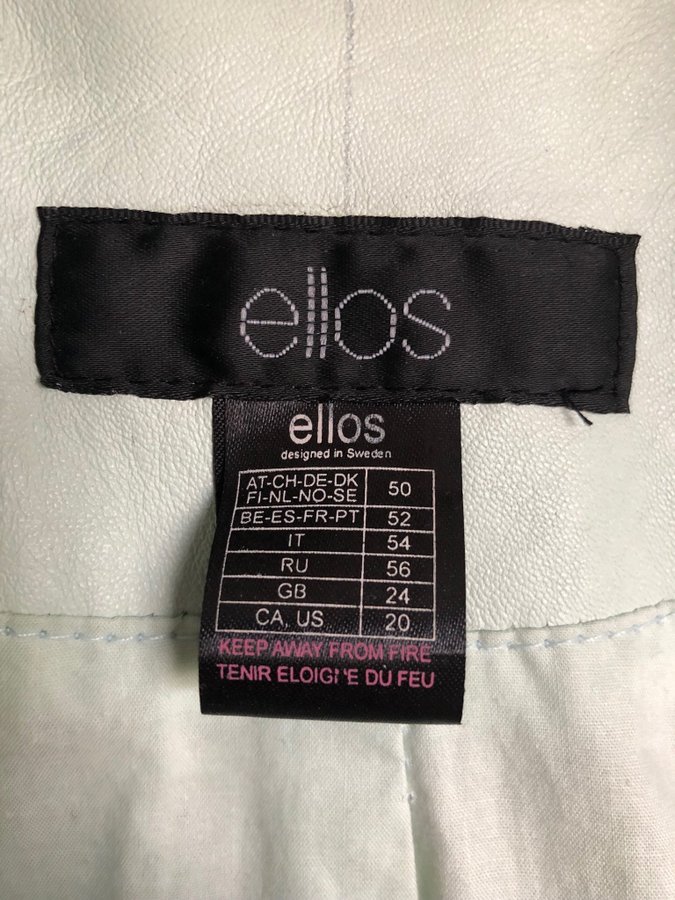 ellos
ellos
designed in Sweden
AT-CH-DE-DK
FI-NL-NO-SE 50
BE-ES-FR-PT 52
IT 54
RU 56
GB 24
CA, US 20
KEEP AWAY FROM FIRE
TENIR ELOIGNE DU FEU